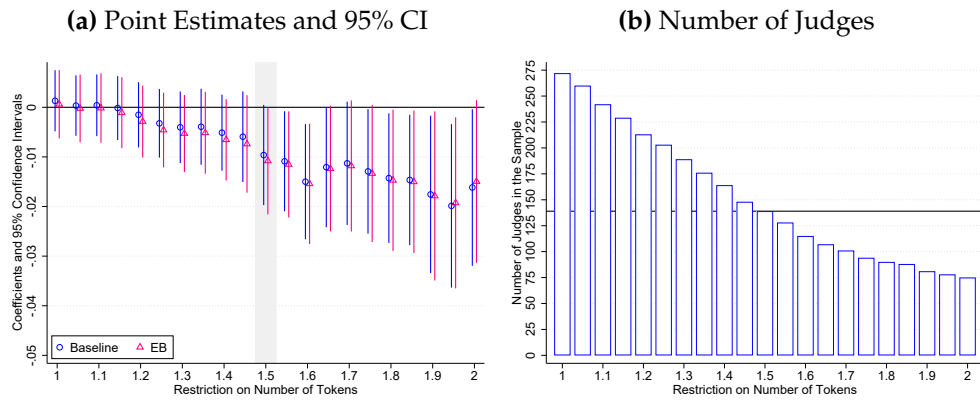 (a) Point Estimates and 95% CI
Coefficients and 95% Confidence Intervals
0
-.01
-.02
-.03
-.04
-.05
Baseline EB
1 1.1 1.2 1.3 1.4 1.5 1.6 1.7 1.8 1.9 2
Restriction on Number of Tokens
(b) Number of Judges
Number of Judges in the Sample
275
250
225
200
175
150
125
100
75
50
25
0
1 1.1 1.2 1.3 1.4 1.5 1.6 1.7 1.8 1.9 2
Restriction on Number of Tokens